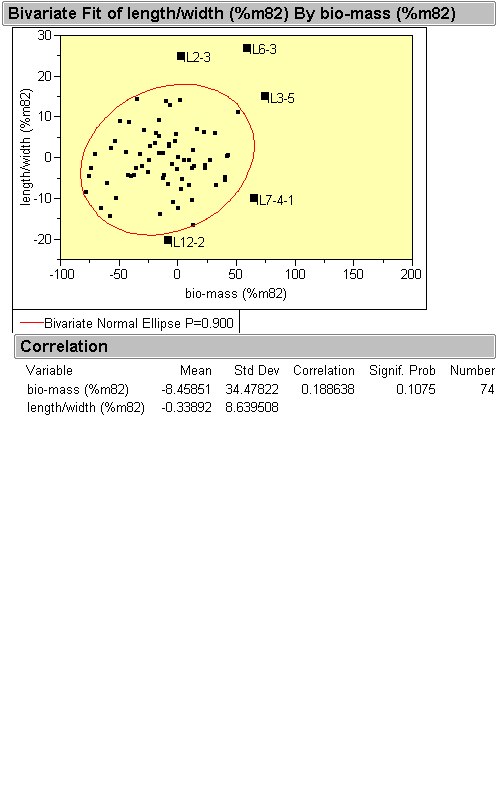 Bivariate Fit of length/width (%m82) By bio-mass (%m82)
length/width (%m82)
30
20
10
0
-10
-20
L2-3
L6-3
L3-5
L7-4-1
L12-2
-100 -50 0 50 100 150 200
bio-mass (%m82)
Bivariate Normal Ellipse P=0.900
Correlation
Variable Mean Std Dev Correlation Signif. Prob Number
bio-mass (%m82) -8.45851 34.47822 0.188638 0.1075 74
length/width (%m82) -0.33892 8.639508